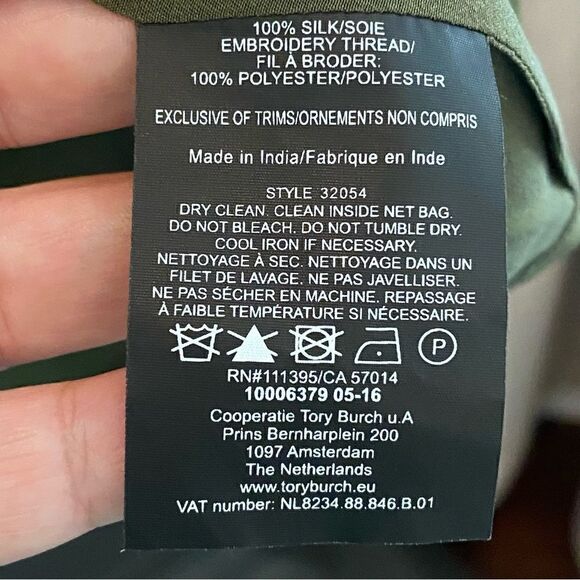 100% SILK/SOIE
EMBROIDERY THREAD/
FIL À BRODER:
100% POLYESTER/POLYESTER
EXCLUSIVE OF TRIMS/ORNEMENTS NON COMPRIS
Made in India/Fabrique en Inde
STYLE 32054
DRY CLEAN. CLEAN INSIDE NET BAG.
DO NOT BLEACH. DO NOT TUMBLE DRY.
COOL IRON IF NECESSARY.
NETTOYAGE À SEC. NETTOYAGE DANS UN
FILET DE LAVAGE. NE PAS JAVELLISER.
NE PAS SÉCHER EN MACHINE. REPASSAGE
À FAIBLE TEMPÉRATURE SI NÉCESSAIRE.
P
RN#111395/CA 57014
10006379 05-16
Cooperatie Tory Burch u.A
Prins Bernharplein 200
1097 Amsterdam
The Netherlands
www.toryburch.eu
VAT number: NL8234.88.846.B.01